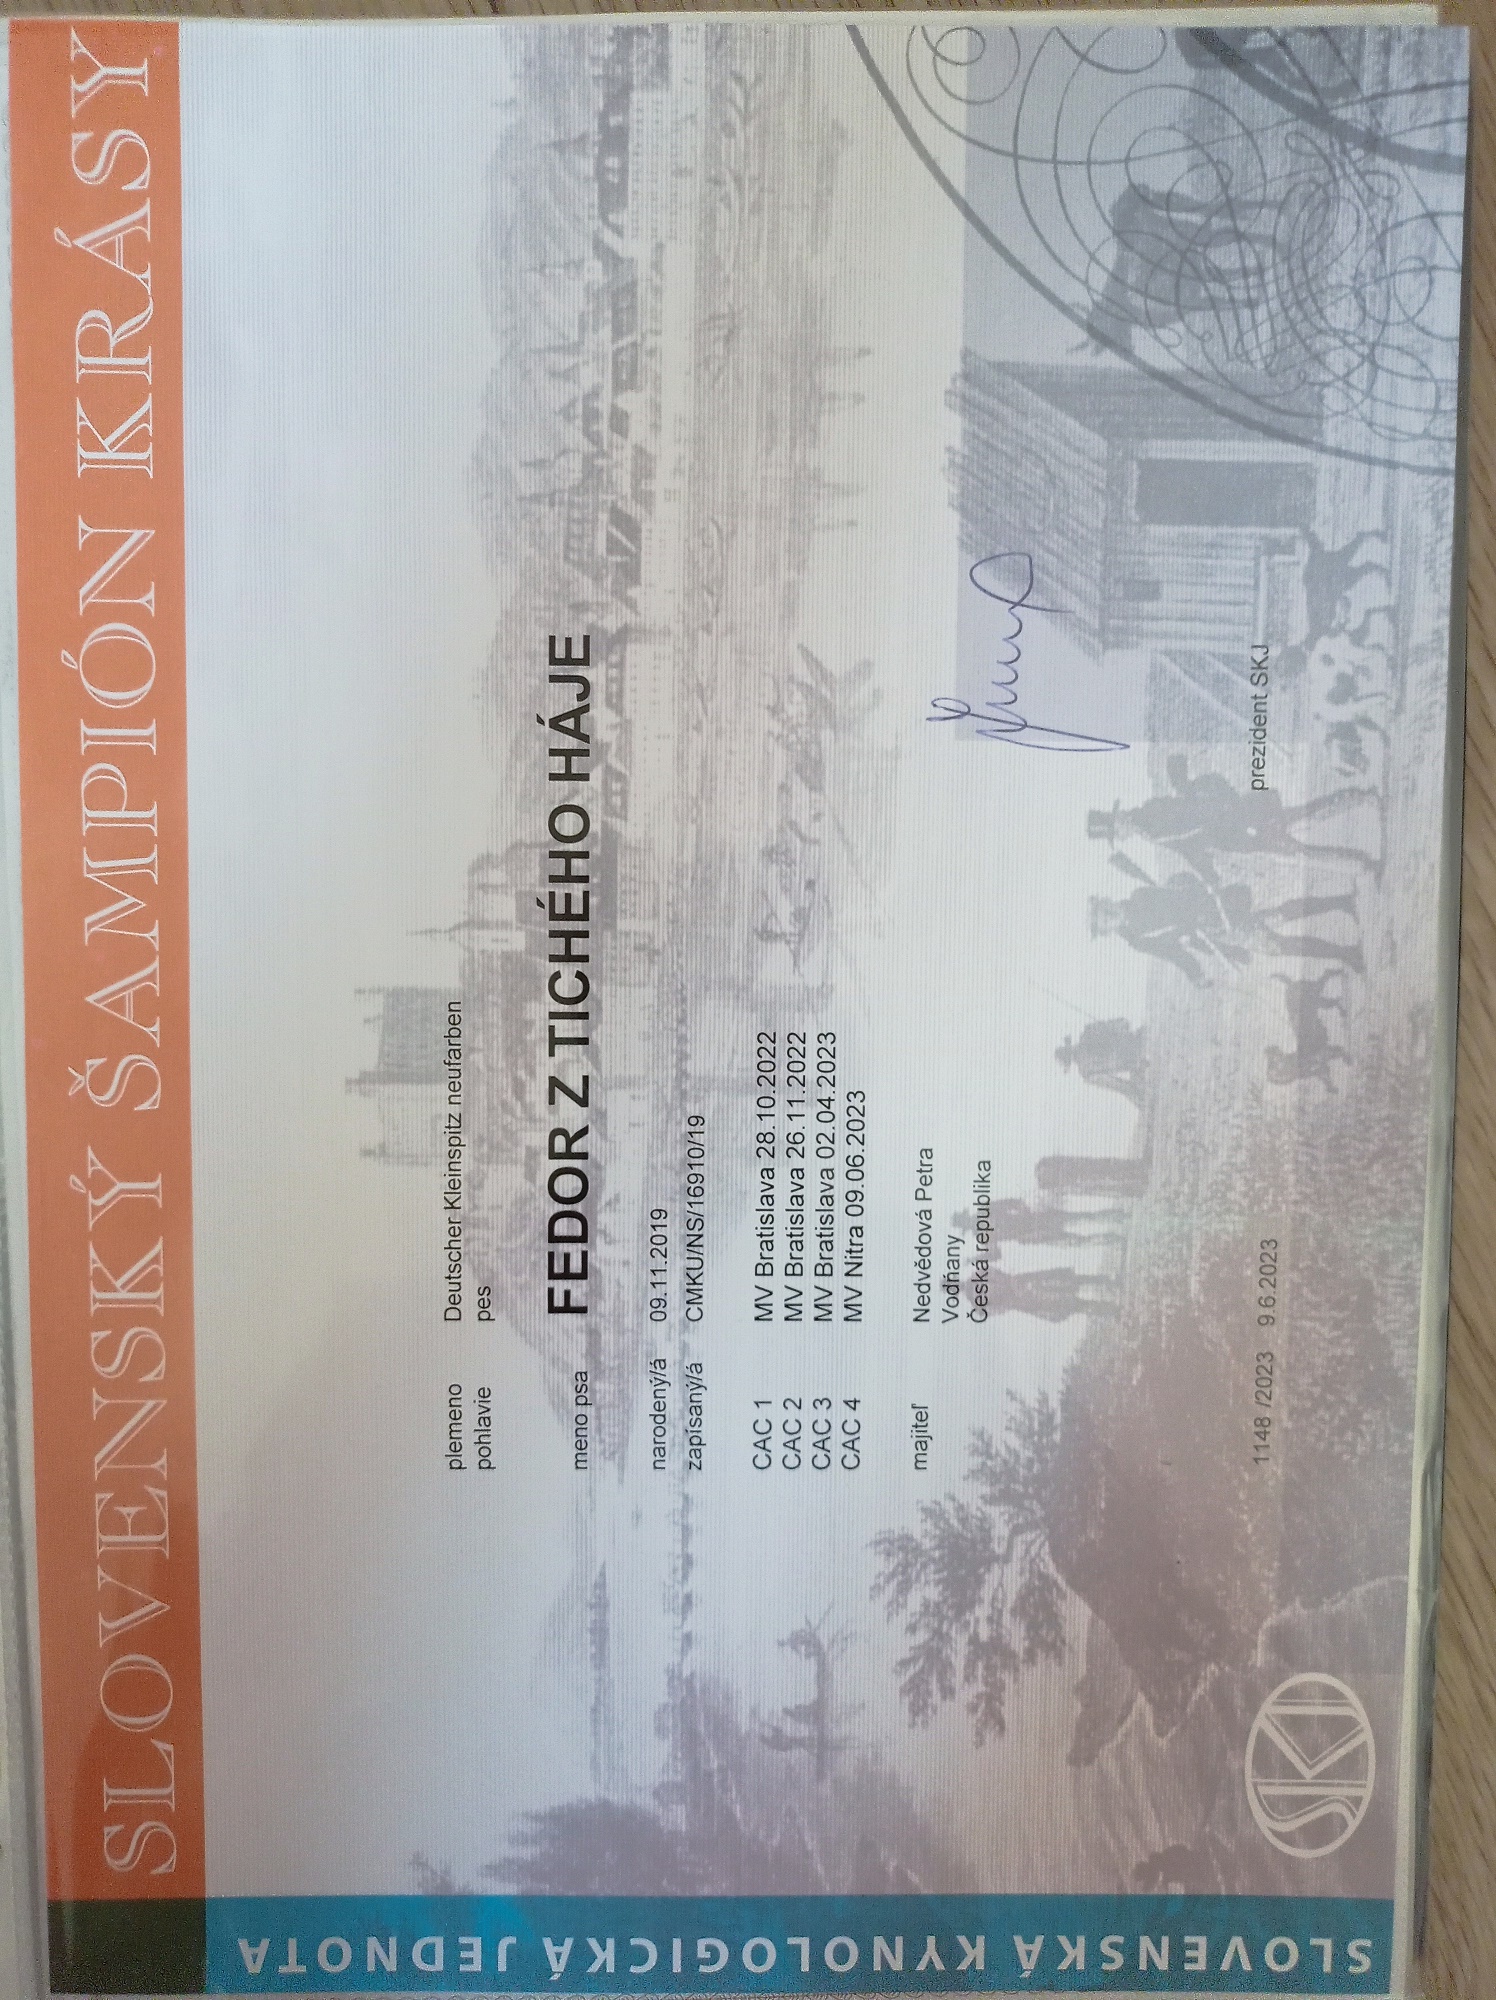 SLOVENSKÝ ŠAMPIÓN KRÁSY
SLOVENSKÁ KYNOLOGICKÁ JEDNOTA
plemeno Deutscher Kleinspitz neufarben
pohlavie pes
meno psa FEDOR Z TICHÉHO HÁJE
narodený/á 09.11.2019
zapísaný/á CMKU/NS/16910/19
CAC 1 MV Bratislava 28.10.2022
CAC 2 MV Bratislava 26.11.2022
CAC 3 MV Bratislava 02.04.2023
CAC 4 MV Nitra 09.06.2023
majiteľ Nedvědová Petra
Vodňany
Česká republika
1148 /2023 9.6.2023
prezident SKJ
SKJ